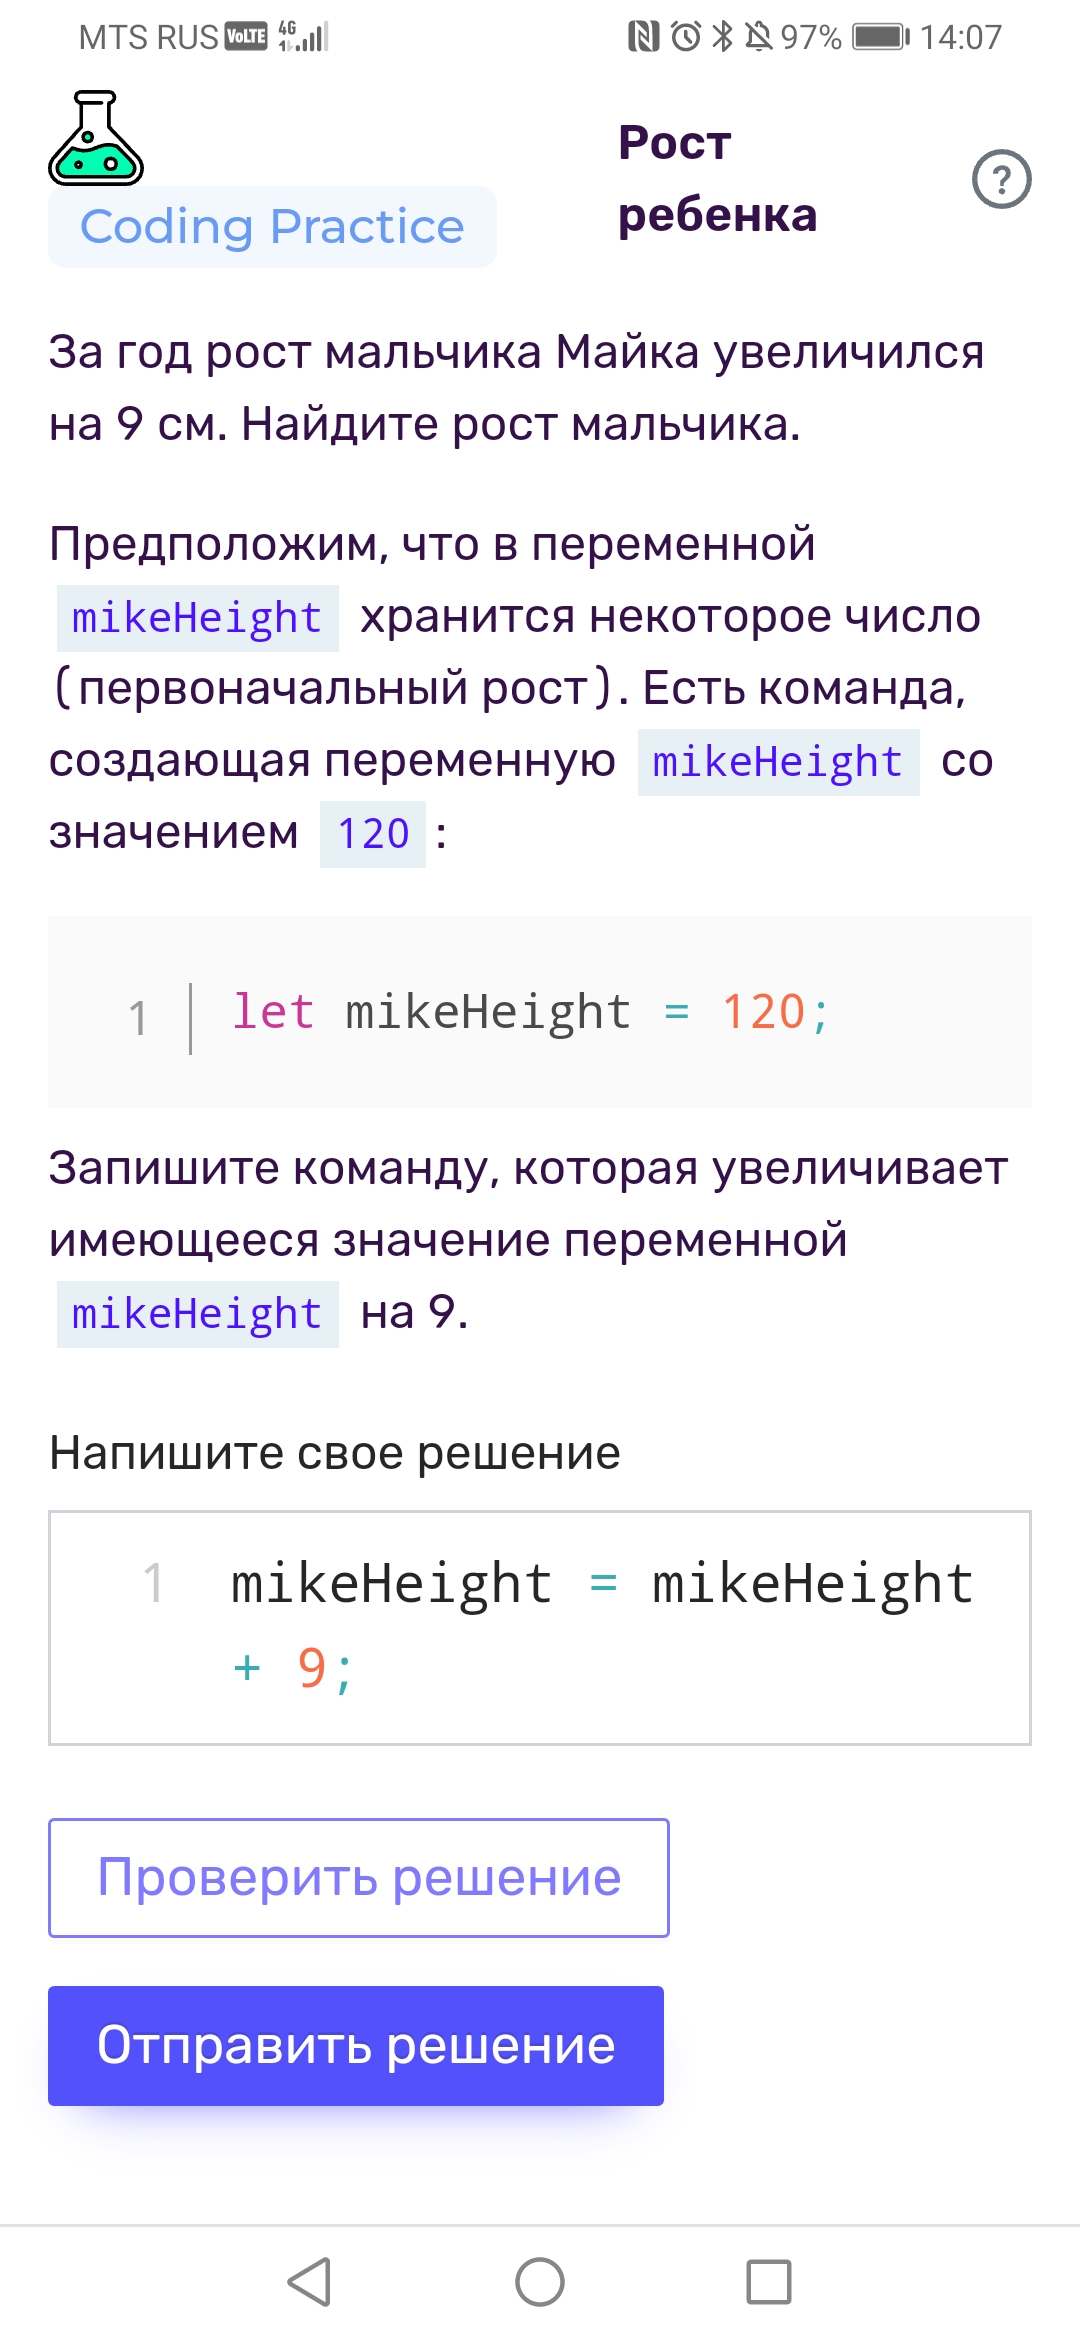 MTS RUS VoLTE 4G 97% 14:07
Coding Practice
Рост
ребенка
?
За год рост мальчика Майка увеличился
на 9 см. Найдите рост мальчика.
Предположим, что в переменной
mikeHeight хранится некоторое число
(первоначальный рост). Есть команда,
создающая переменную mikeHeight со
значением 120 :
1 let mikeHeight = 120;
Запишите команду, которая увеличивает
имеющееся значение переменной
mikeHeight на 9.
Напишите свое решение
1 mikeHeight = mikeHeight
+ 9;
Проверить решение
Отправить решение